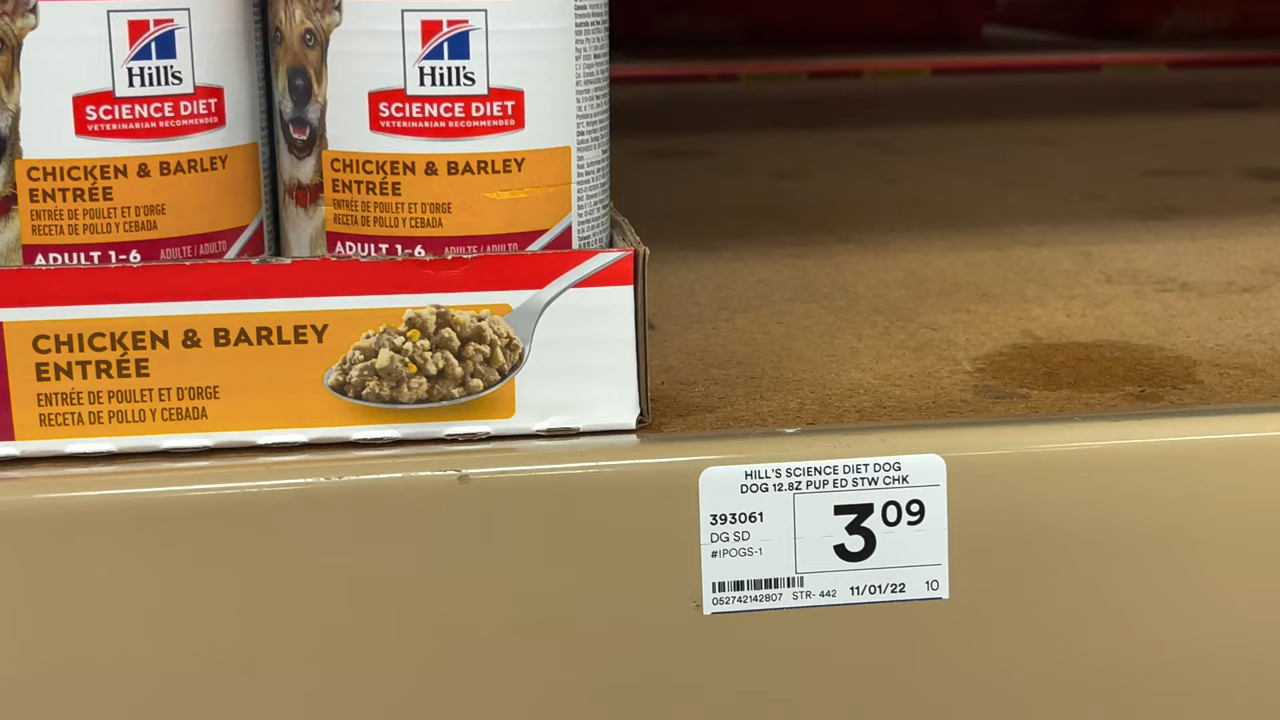 Hill's
SCIENCE DIET
VETERINARIAN RECOMMENDED
CHICKEN & BARLEY
ENTRÉE
ENTRÉE DE POULET ET D'ORGE
RECETA DE POLLO Y CEBADA
ADULT 1-6 ADULTE / ADULTO
Hill's
SCIENCE DIET
VETERINARIAN RECOMMENDED
CHICKEN & BARLEY
ENTRÉE
ENTRÉE DE POULET ET D'ORGE
RECETA DE POLLO Y CEBADA
ADULT 1-6 ADULTE / ADULTO
CHICKEN & BARLEY
ENTRÉE
ENTRÉE DE POULET ET D'ORGE
RECETA DE POLLO Y CEBADA
HILL'S SCIENCE DIET DOG
DOG 12.8Z PUP ED STW CHK
393061
DG SD
#IPOGS-1
3 09
052742142807 STR- 442 11/01/22 10